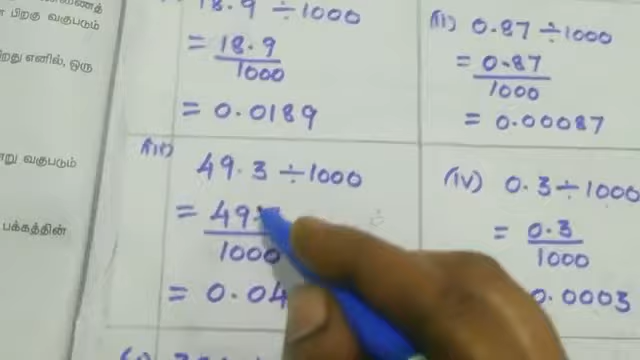 பிறகு வகுபடும்
எனில், ஒரு
வகுபடும்
பக்கத்தின்
18.9 ÷ 1000
= 18.9
1000
= 0.0189
(ii) 0.87 ÷ 1000
= 0.87
1000
= 0.00087
(iii)
49.3 ÷ 1000
= 49.
1000
= 0.04
(iv) 0.3 ÷ 1000
= 0.3
1000
0.0003